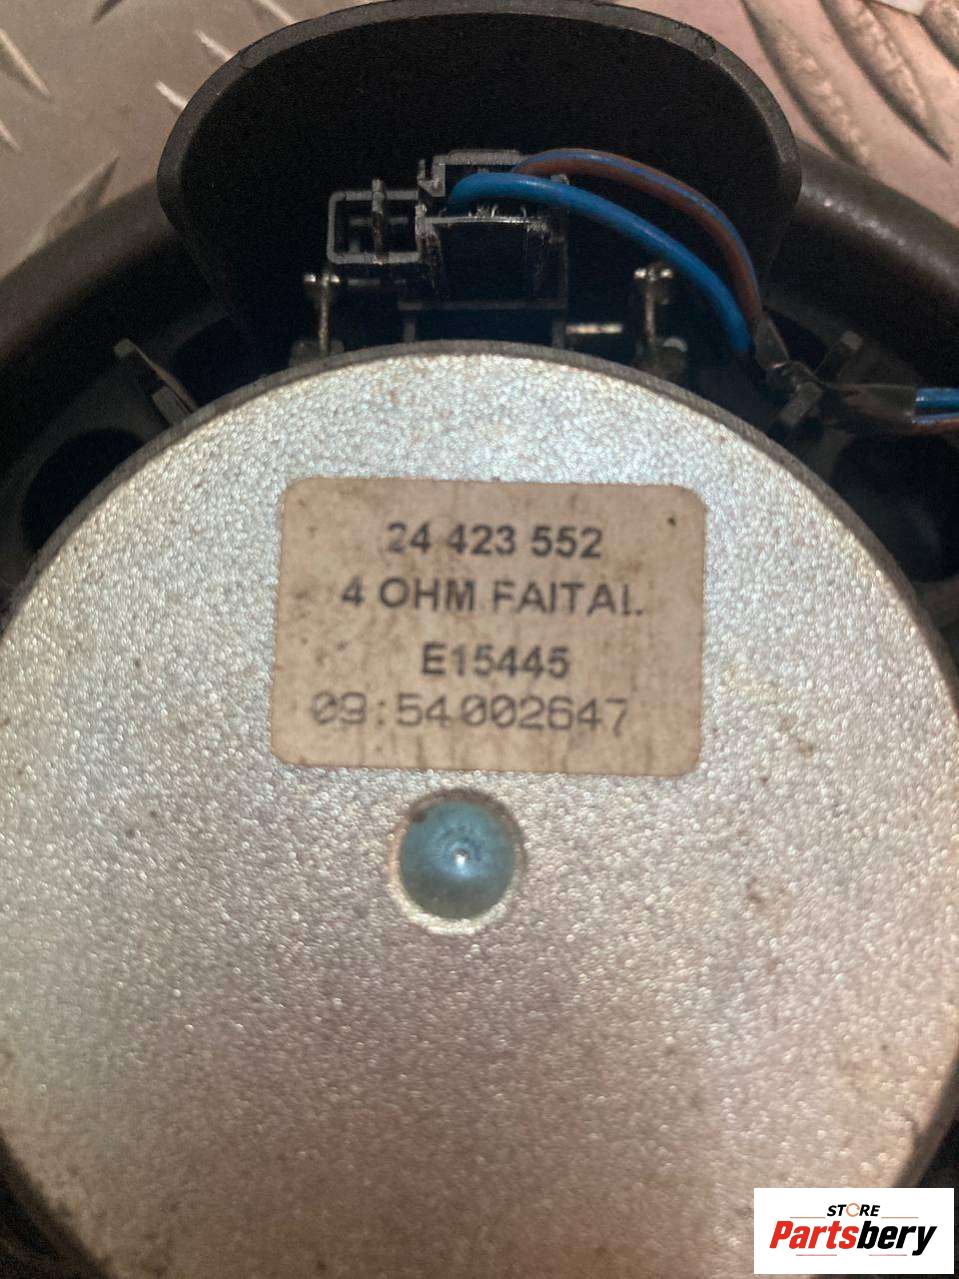 24 423 552
4 OHM FAITAL
E15445
09:54002647
STORE
Partsbery